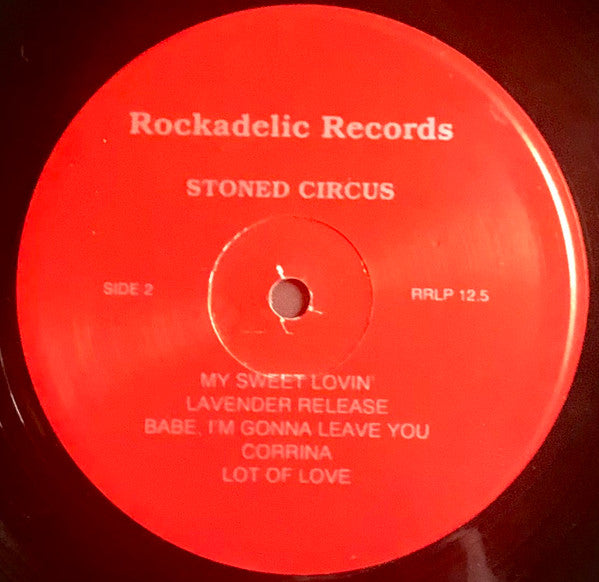 Rockadelic Records
STONED CIRCUS
SIDE 2
RRLP 12.5
MY SWEET LOVIN'
LAVENDER RELEASE
BABE, I'M GONNA LEAVE YOU
CORRINA
LOT OF LOVE